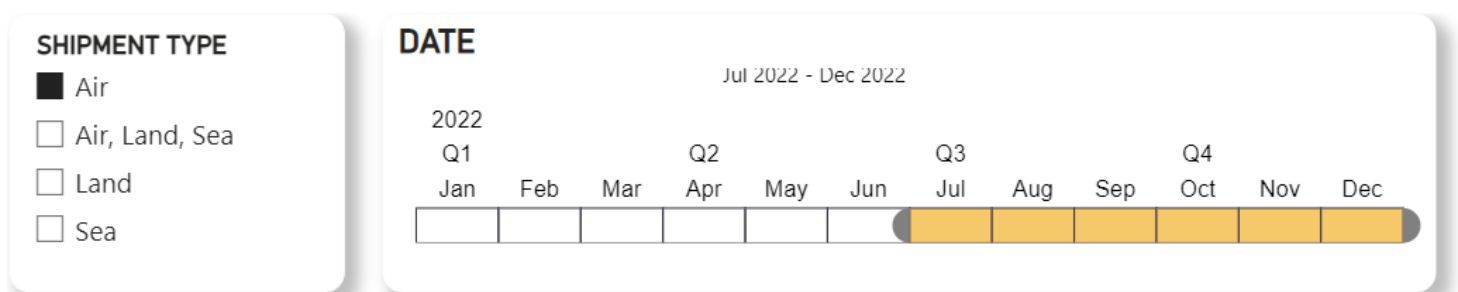 SHIPMENT TYPE
Air
Air, Land, Sea
Land
Sea
DATE
Jul 2022 - Dec 2022
2022
Q1 Q2 Q3 Q4
Jan Feb Mar Apr May Jun Jul Aug Sep Oct Nov Dec